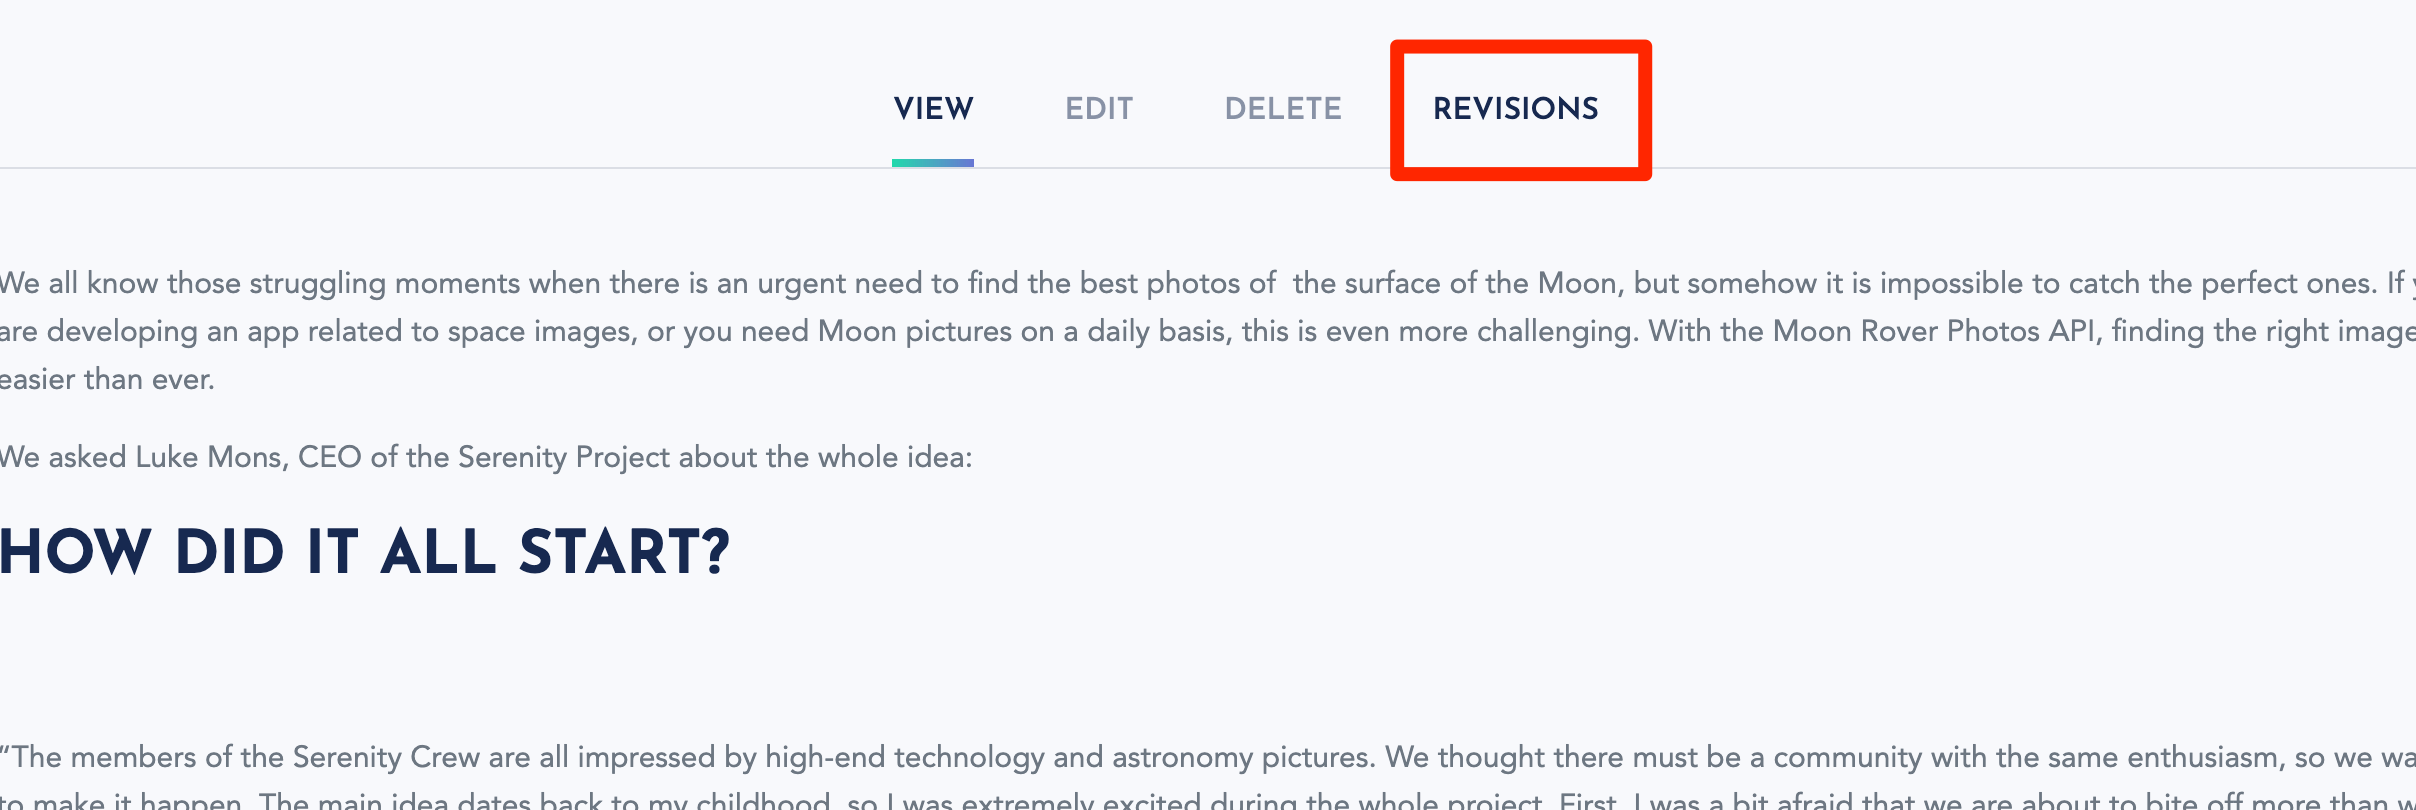 VIEW EDIT DELETE REVISIONS
We all know those struggling moments when there is an urgent need to find the best photos of  the surface of the Moon, but somehow it is impossible to catch the perfect ones. If
are developing an app related to space images, or you need Moon pictures on a daily basis, this is even more challenging. With the Moon Rover Photos API, finding the right image
easier than ever.
We asked Luke Mons, CEO of the Serenity Project about the whole idea:
HOW DID IT ALL START?
“The members of the Serenity Crew are all impressed by high-end technology and astronomy pictures. We thought there must be a community with the same enthusiasm, so we wa
to make it happen. The main idea dates back to my childhood, so I was extremely excited during the whole project. First, I was a bit afraid that we are about to bite off more than w